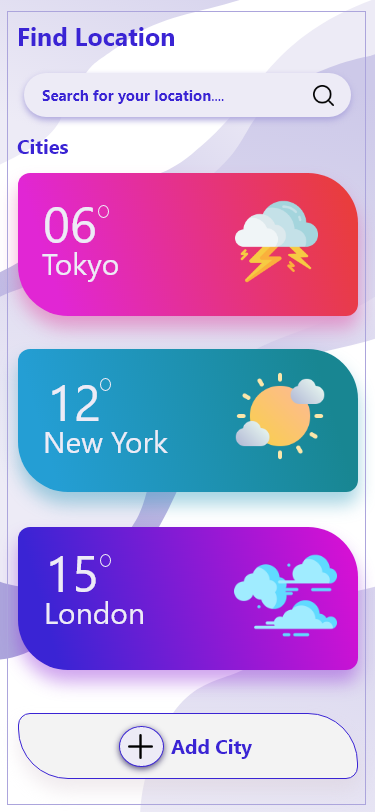 Find Location
Search for your location....
Cities
06°
Tokyo
12°
New York
15°
London
Add City